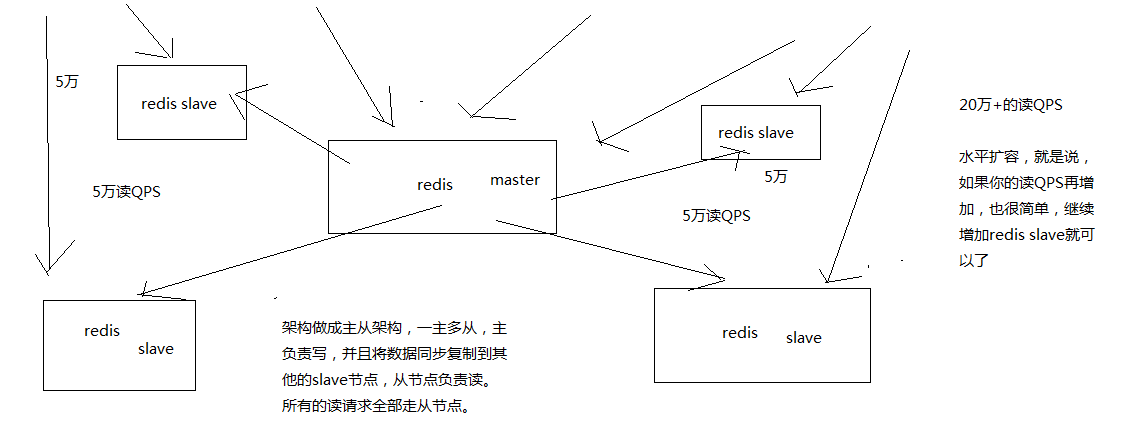 5万
redis slave
5万读QPS
redis master
redis slave
5万
5万读QPS
20万+的读QPS
水平扩容，就是说，
如果你的读QPS再增
加，也很简单，继续
增加redis slave就可
以了
redis
slave
架构做成主从架构，一主多从，主
负责写，并且将数据同步复制到其
他的slave节点，从节点负责读。
所有的读请求全部走从节点。
redis slave